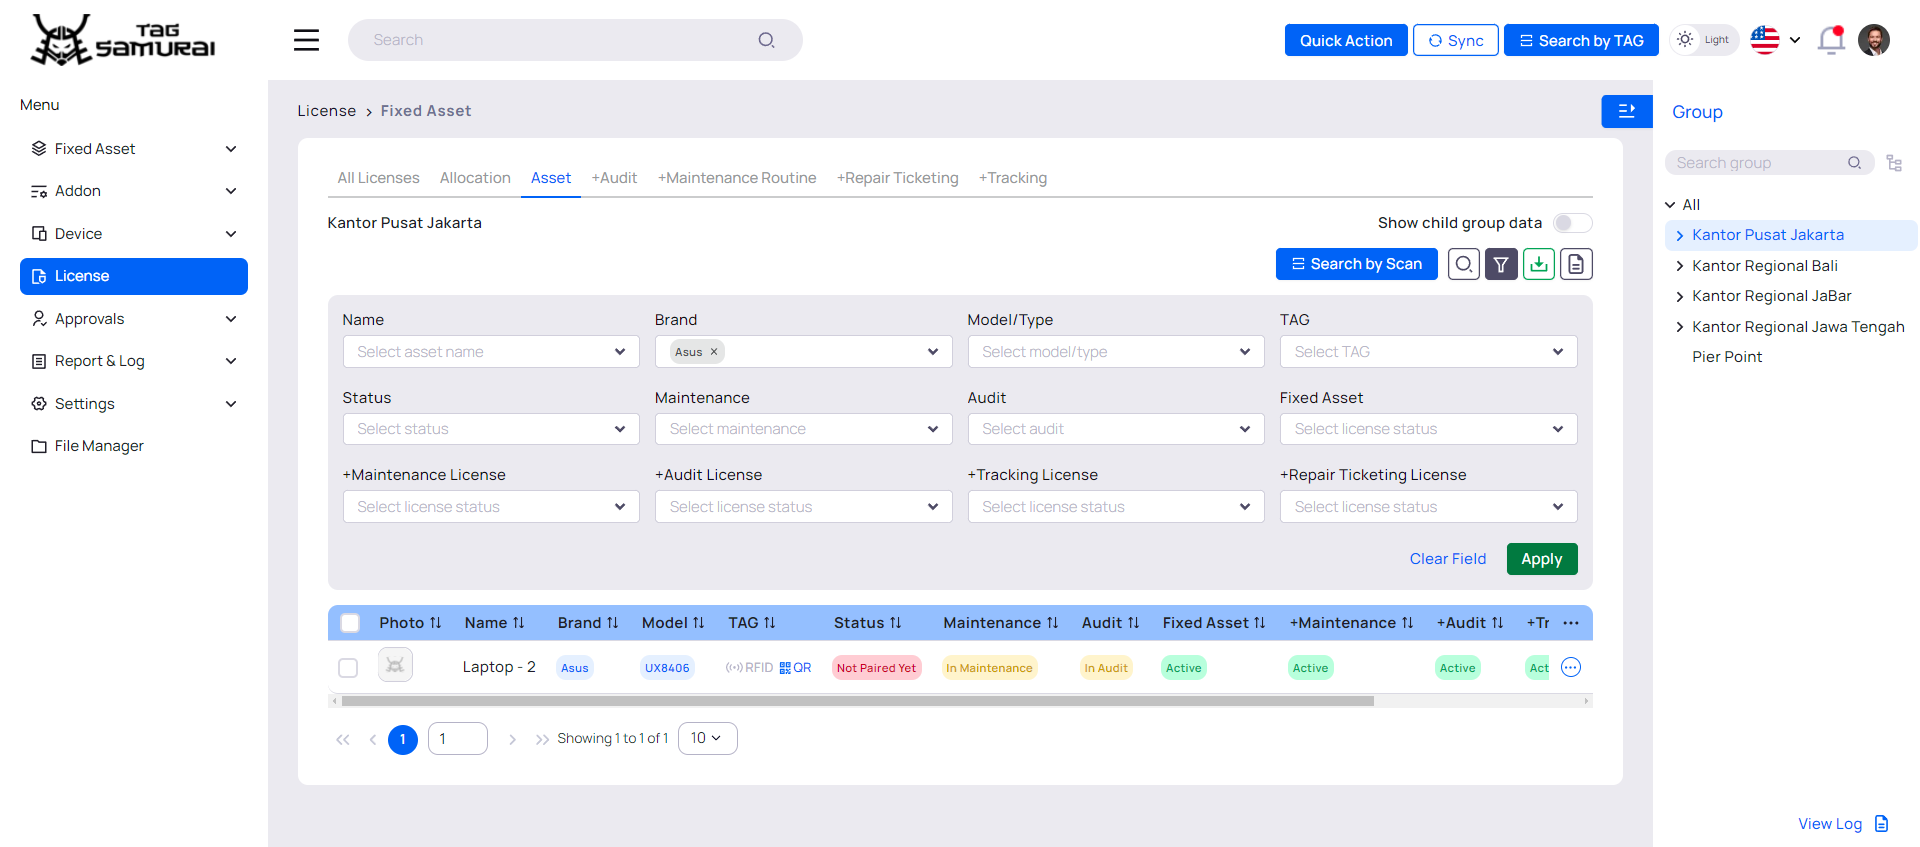 TAG SAMURAI
Search
Quick Action
Sync
Search by TAG
Light
Menu
Fixed Asset
Addon
Device
License
Approvals
Report & Log
Settings
File Manager
License > Fixed Asset
All Licenses Allocation Asset +Audit +Maintenance Routine +Repair Ticketing +Tracking
Kantor Pusat Jakarta
Show child group data
Search by Scan
Name Brand Model/Type TAG
Select asset name Asus × Select model/type Select TAG
Status Maintenance Audit Fixed Asset
Select status Select maintenance Select audit Select license status
+Maintenance License +Audit License +Tracking License +Repair Ticketing License
Select license status Select license status Select license status Select license status
Clear Field Apply
Photo Name Brand Model TAG Status Maintenance Audit Fixed Asset +Maintenance +Audit +Tr ...
Laptop - 2 Asus UX8406 RFID QR Not Paired Yet In Maintenance In Audit Active Active Active Act
1 1 Showing 1 to 1 of 1 10
Group
Search group
All
Kantor Pusat Jakarta
Kantor Regional Bali
Kantor Regional JaBar
Kantor Regional Jawa Tengah
Pier Point
View Log